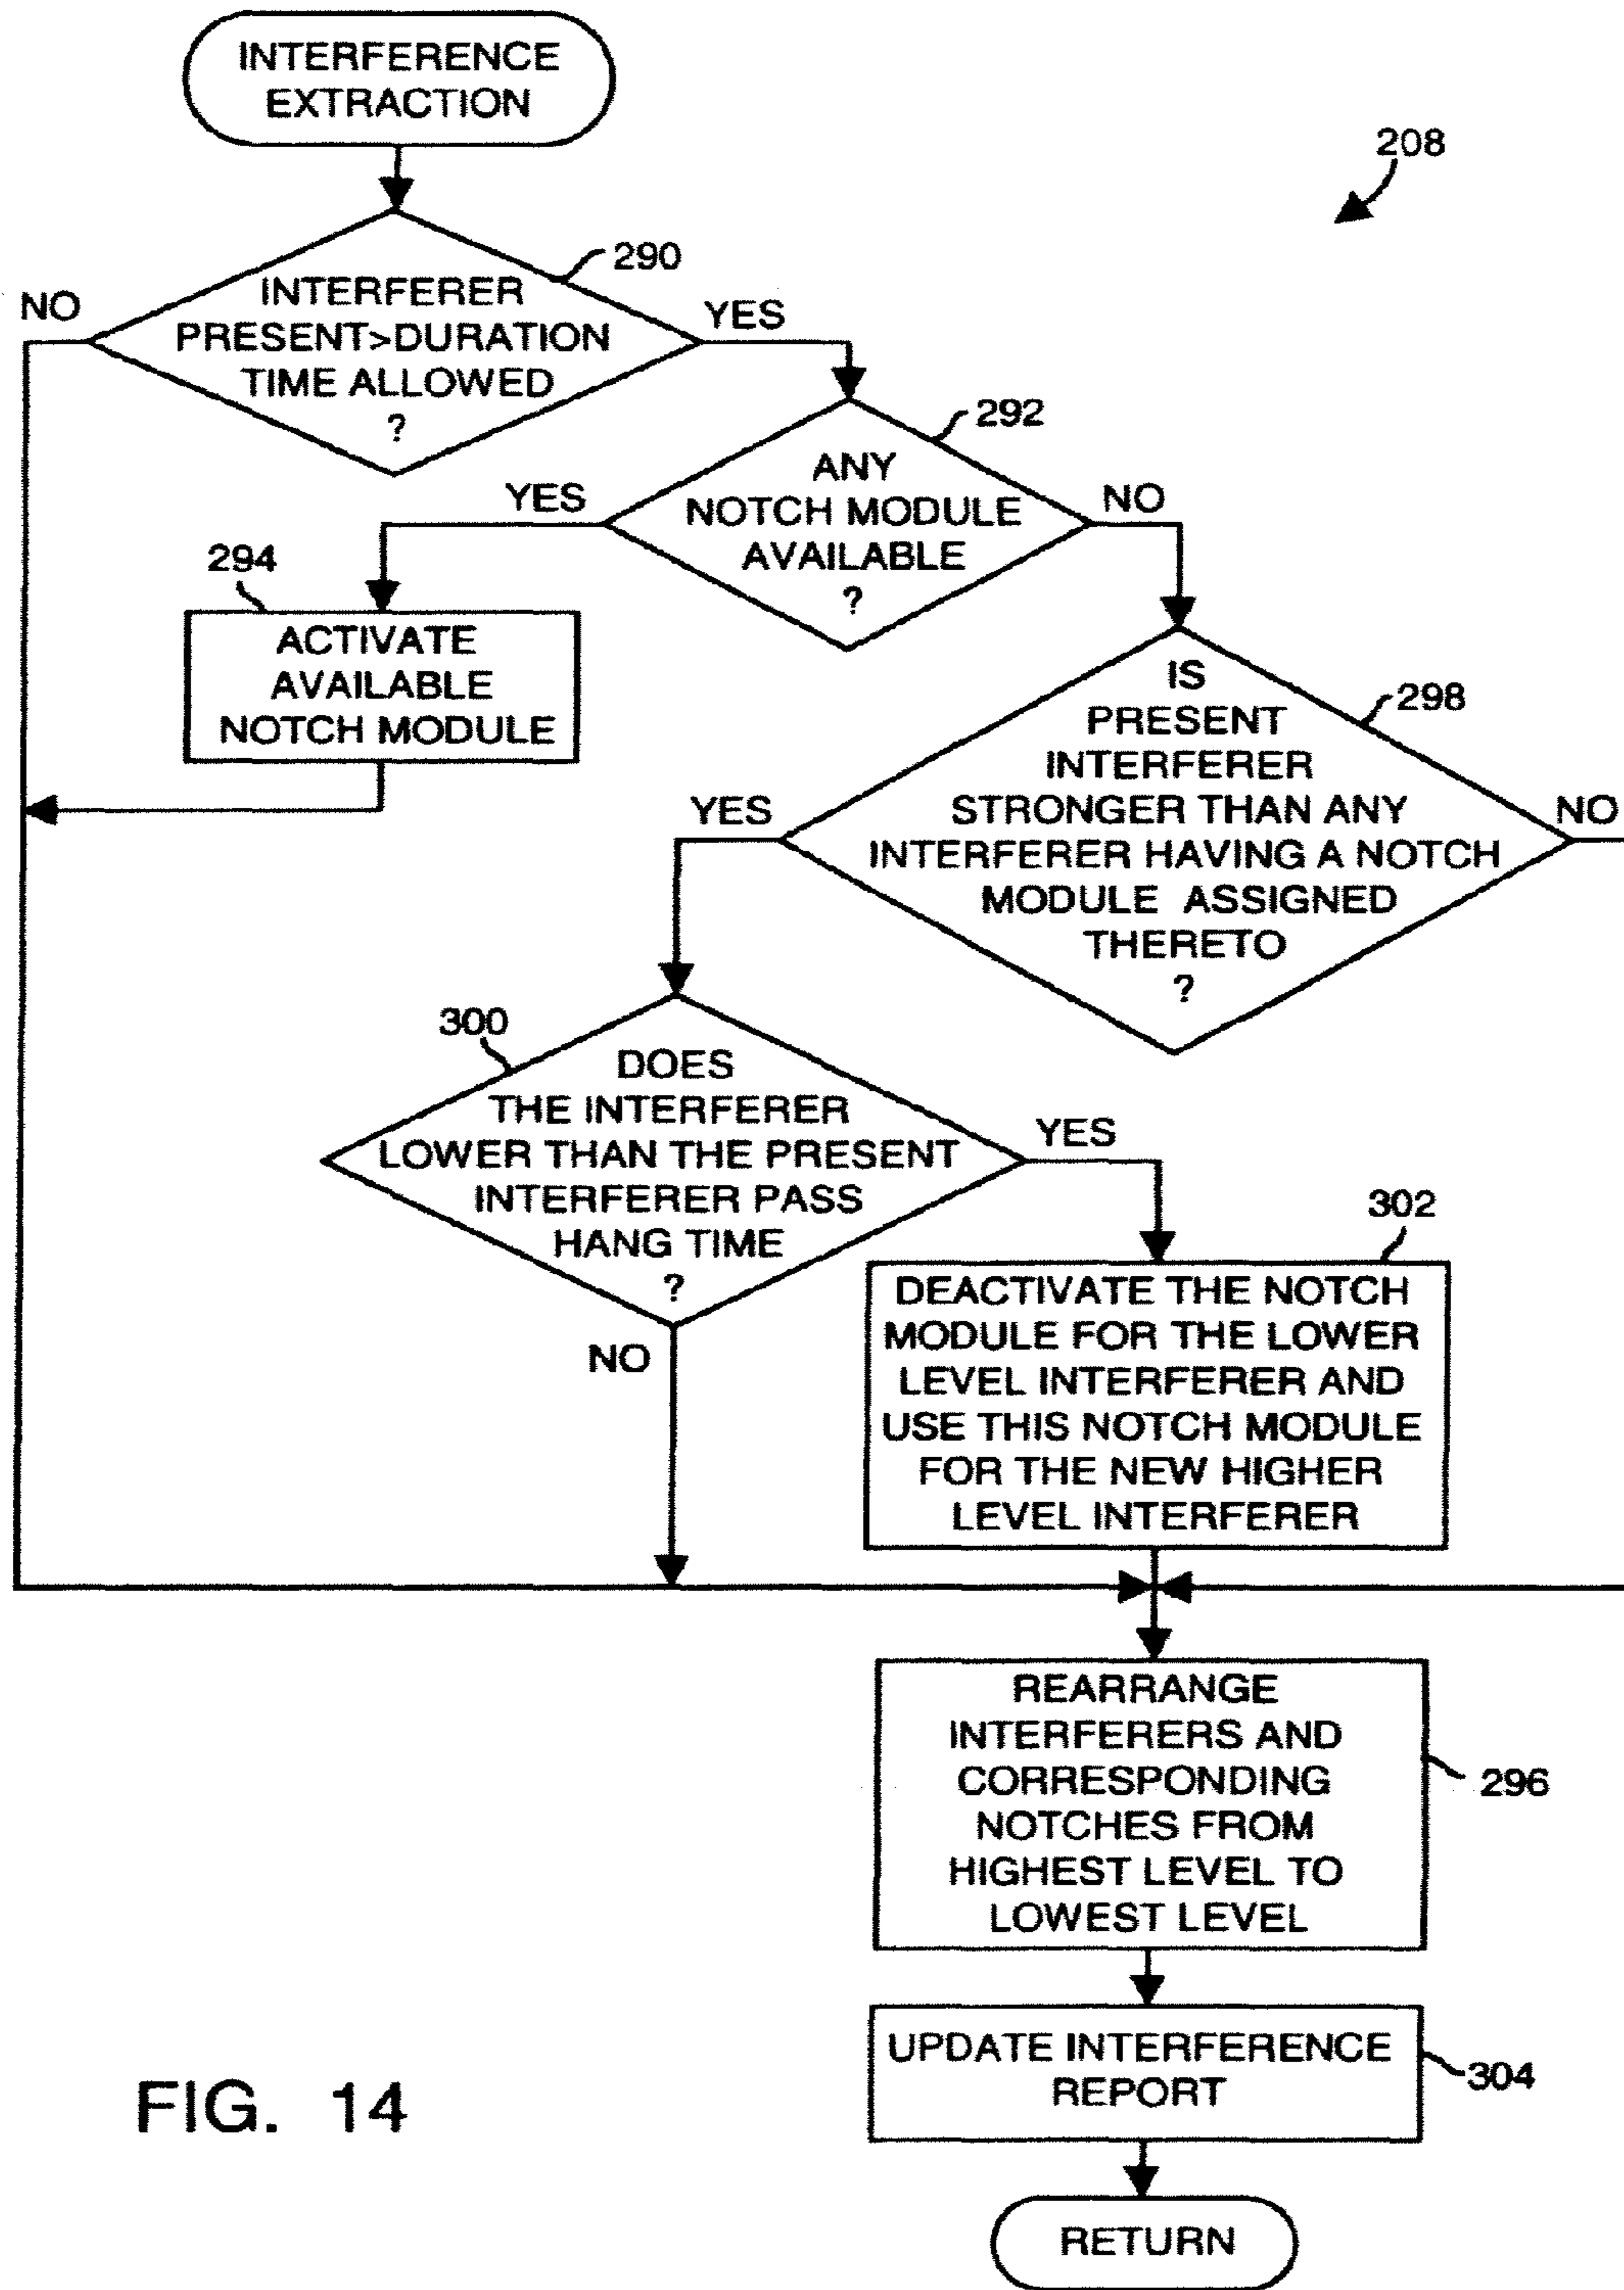 INTERFERENCE
EXTRACTION
208
290
INTERFERER
PRESENT>DURATION
TIME ALLOWED
?
NO
YES
292
ANY
NOTCH MODULE
AVAILABLE
?
YES
NO
294
ACTIVATE
AVAILABLE
NOTCH MODULE
298
IS
PRESENT
INTERFERER
STRONGER THAN ANY
INTERFERER HAVING A NOTCH
MODULE ASSIGNED
THERETO
?
YES
NO
300
DOES
THE INTERFERER
LOWER THAN THE PRESENT
INTERFERER PASS
HANG TIME
?
YES
NO
302
DEACTIVATE THE NOTCH
MODULE FOR THE LOWER
LEVEL INTERFERER AND
USE THIS NOTCH MODULE
FOR THE NEW HIGHER
LEVEL INTERFERER
REARRANGE
INTERFERERS AND
CORRESPONDING
NOTCHES FROM
HIGHEST LEVEL TO
LOWEST LEVEL
296
UPDATE INTERFERENCE
REPORT
304
RETURN
FIG. 14